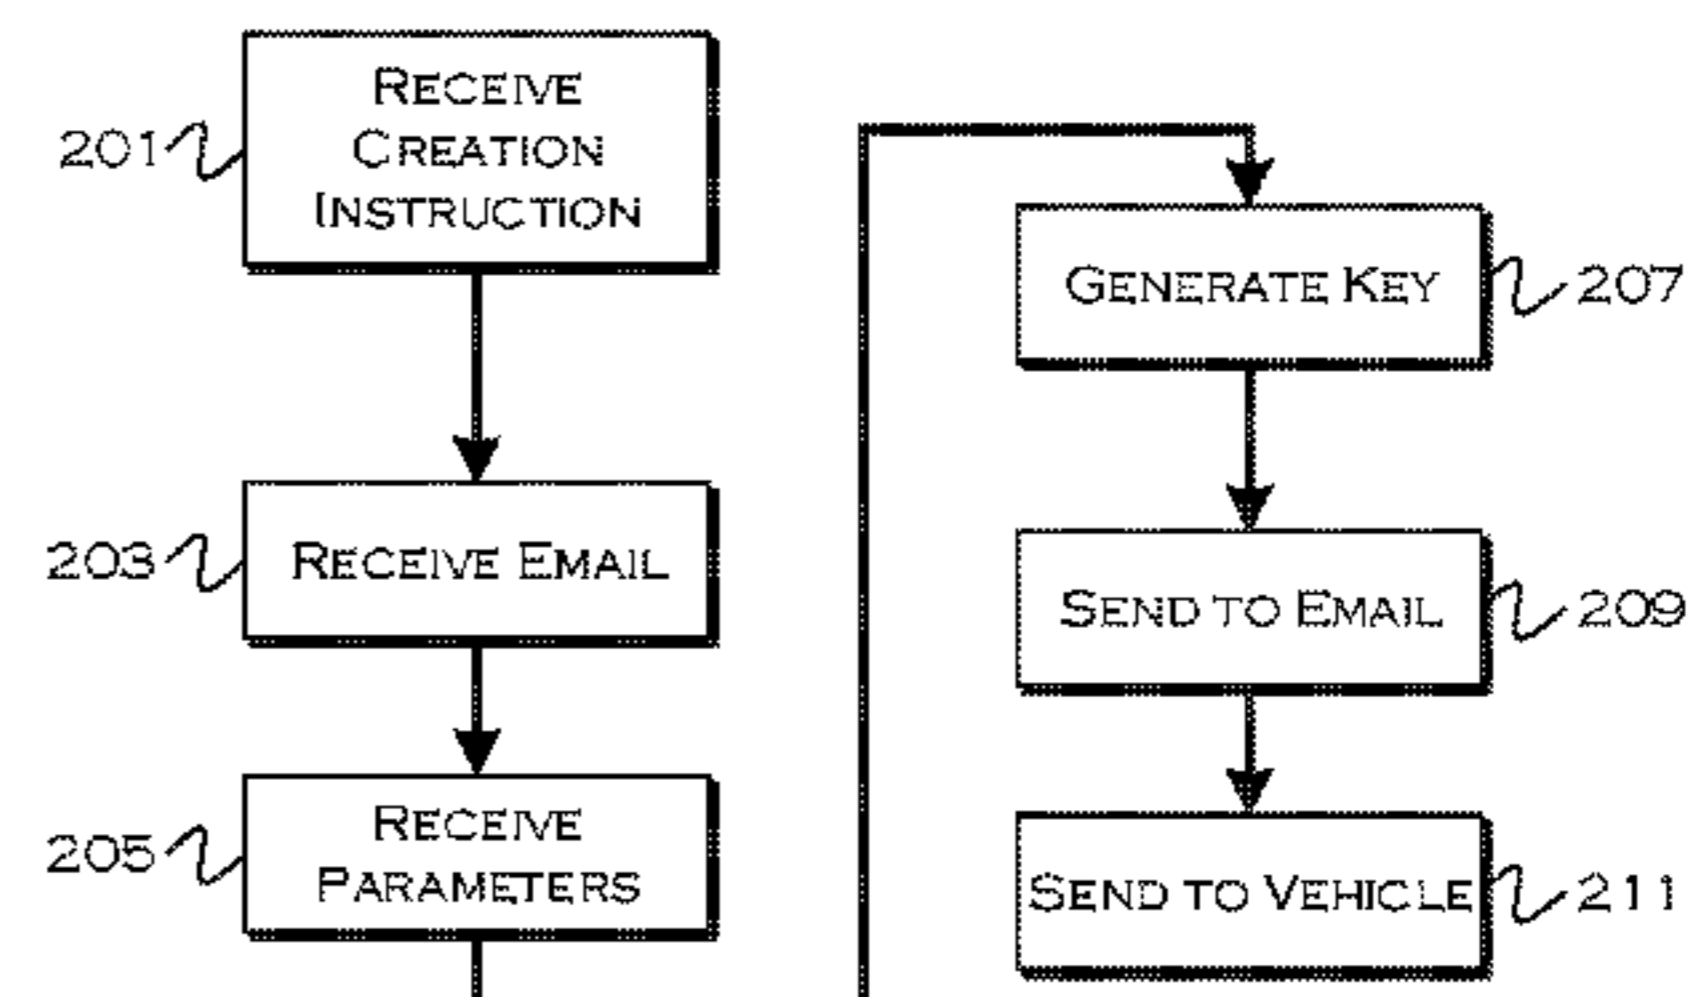 201
RECEIVE
CREATION
INSTRUCTION
203
RECEIVE EMAIL
205
RECEIVE
PARAMETERS
GENERATE KEY
207
SEND TO EMAIL
209
SEND TO VEHICLE
211